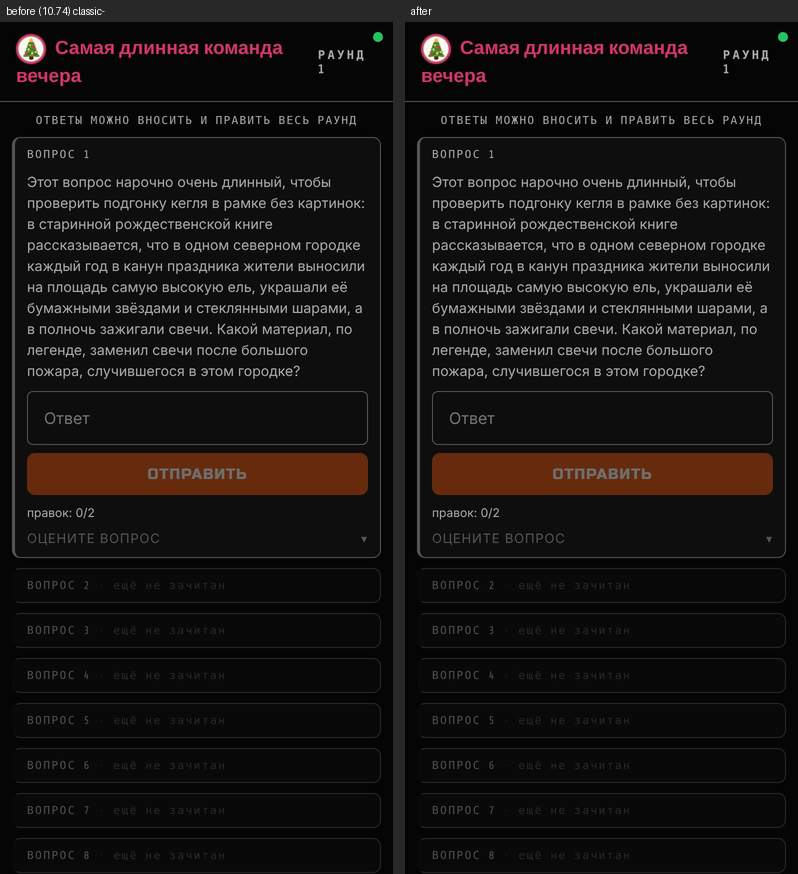 before (10.74) classic-
Самая длинная команда
вечера
РАУНД
1
ОТВЕТЫ МОЖНО ВНОСИТЬ И ПРАВИТЬ ВЕСЬ РАУНД
ВОПРОС 1
Этот вопрос нарочно очень длинный, чтобы
проверить подгонку кегля в рамке без картинок:
в старинной рождественской книге
рассказывается, что в одном северном городке
каждый год в канун праздника жители выносили
на площадь самую высокую ель, украшали её
бумажными звёздами и стеклянными шарами, а
в полночь зажигали свечи. Какой материал, по
легенде, заменил свечи после большого
пожара, случившегося в этом городке?
Ответ
ОТПРАВИТЬ
правок: 0/2
ОЦЕНИТЕ ВОПРОС ▾
ВОПРОС 2 · ещё не зачитан
ВОПРОС 3 · ещё не зачитан
ВОПРОС 4 · ещё не зачитан
ВОПРОС 5 · ещё не зачитан
ВОПРОС 6 · ещё не зачитан
ВОПРОС 7 · ещё не зачитан
ВОПРОС 8 · ещё не зачитан
after
Самая длинная команда
вечера
РАУНД
1
ОТВЕТЫ МОЖНО ВНОСИТЬ И ПРАВИТЬ ВЕСЬ РАУНД
ВОПРОС 1
Этот вопрос нарочно очень длинный, чтобы
проверить подгонку кегля в рамке без картинок:
в старинной рождественской книге
рассказывается, что в одном северном городке
каждый год в канун праздника жители выносили
на площадь самую высокую ель, украшали её
бумажными звёздами и стеклянными шарами, а
в полночь зажигали свечи. Какой материал, по
легенде, заменил свечи после большого
пожара, случившегося в этом городке?
Ответ
ОТПРАВИТЬ
правок: 0/2
ОЦЕНИТЕ ВОПРОС ▾
ВОПРОС 2 · ещё не зачитан
ВОПРОС 3 · ещё не зачитан
ВОПРОС 4 · ещё не зачитан
ВОПРОС 5 · ещё не зачитан
ВОПРОС 6 · ещё не зачитан
ВОПРОС 7 · ещё не зачитан
ВОПРОС 8 · ещё не зачитан